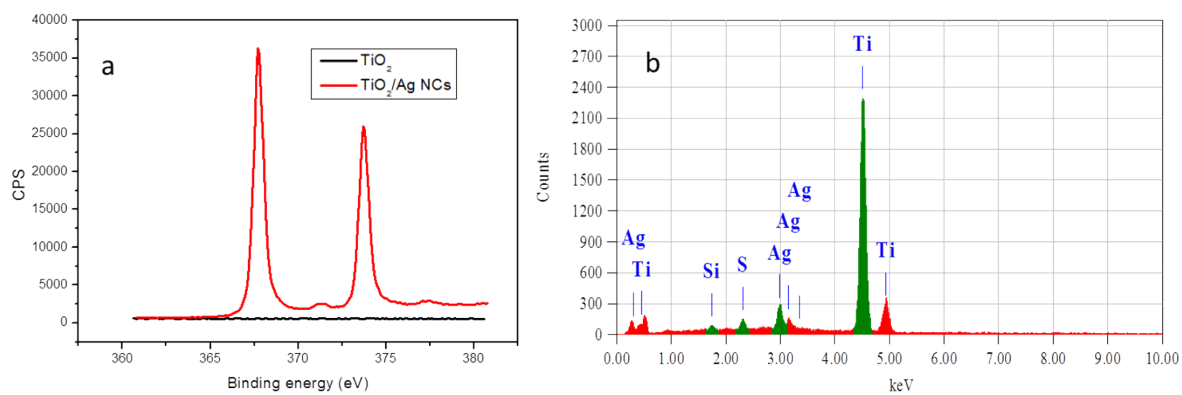 a
TiO2
TiO2/Ag NCs
40000
35000
30000
25000
20000
15000
10000
5000
0
CPS
360
365
370
375
380
Binding energy (eV)
b
3000
2700
2400
2100
1800
1500
1200
900
600
300
0
Counts
Ag
Ti
Si
S
Ag
Ag
Ag
Ti
Ti
0.00
1.00
2.00
3.00
4.00
5.00
6.00
7.00
8.00
9.00
10.00
keV